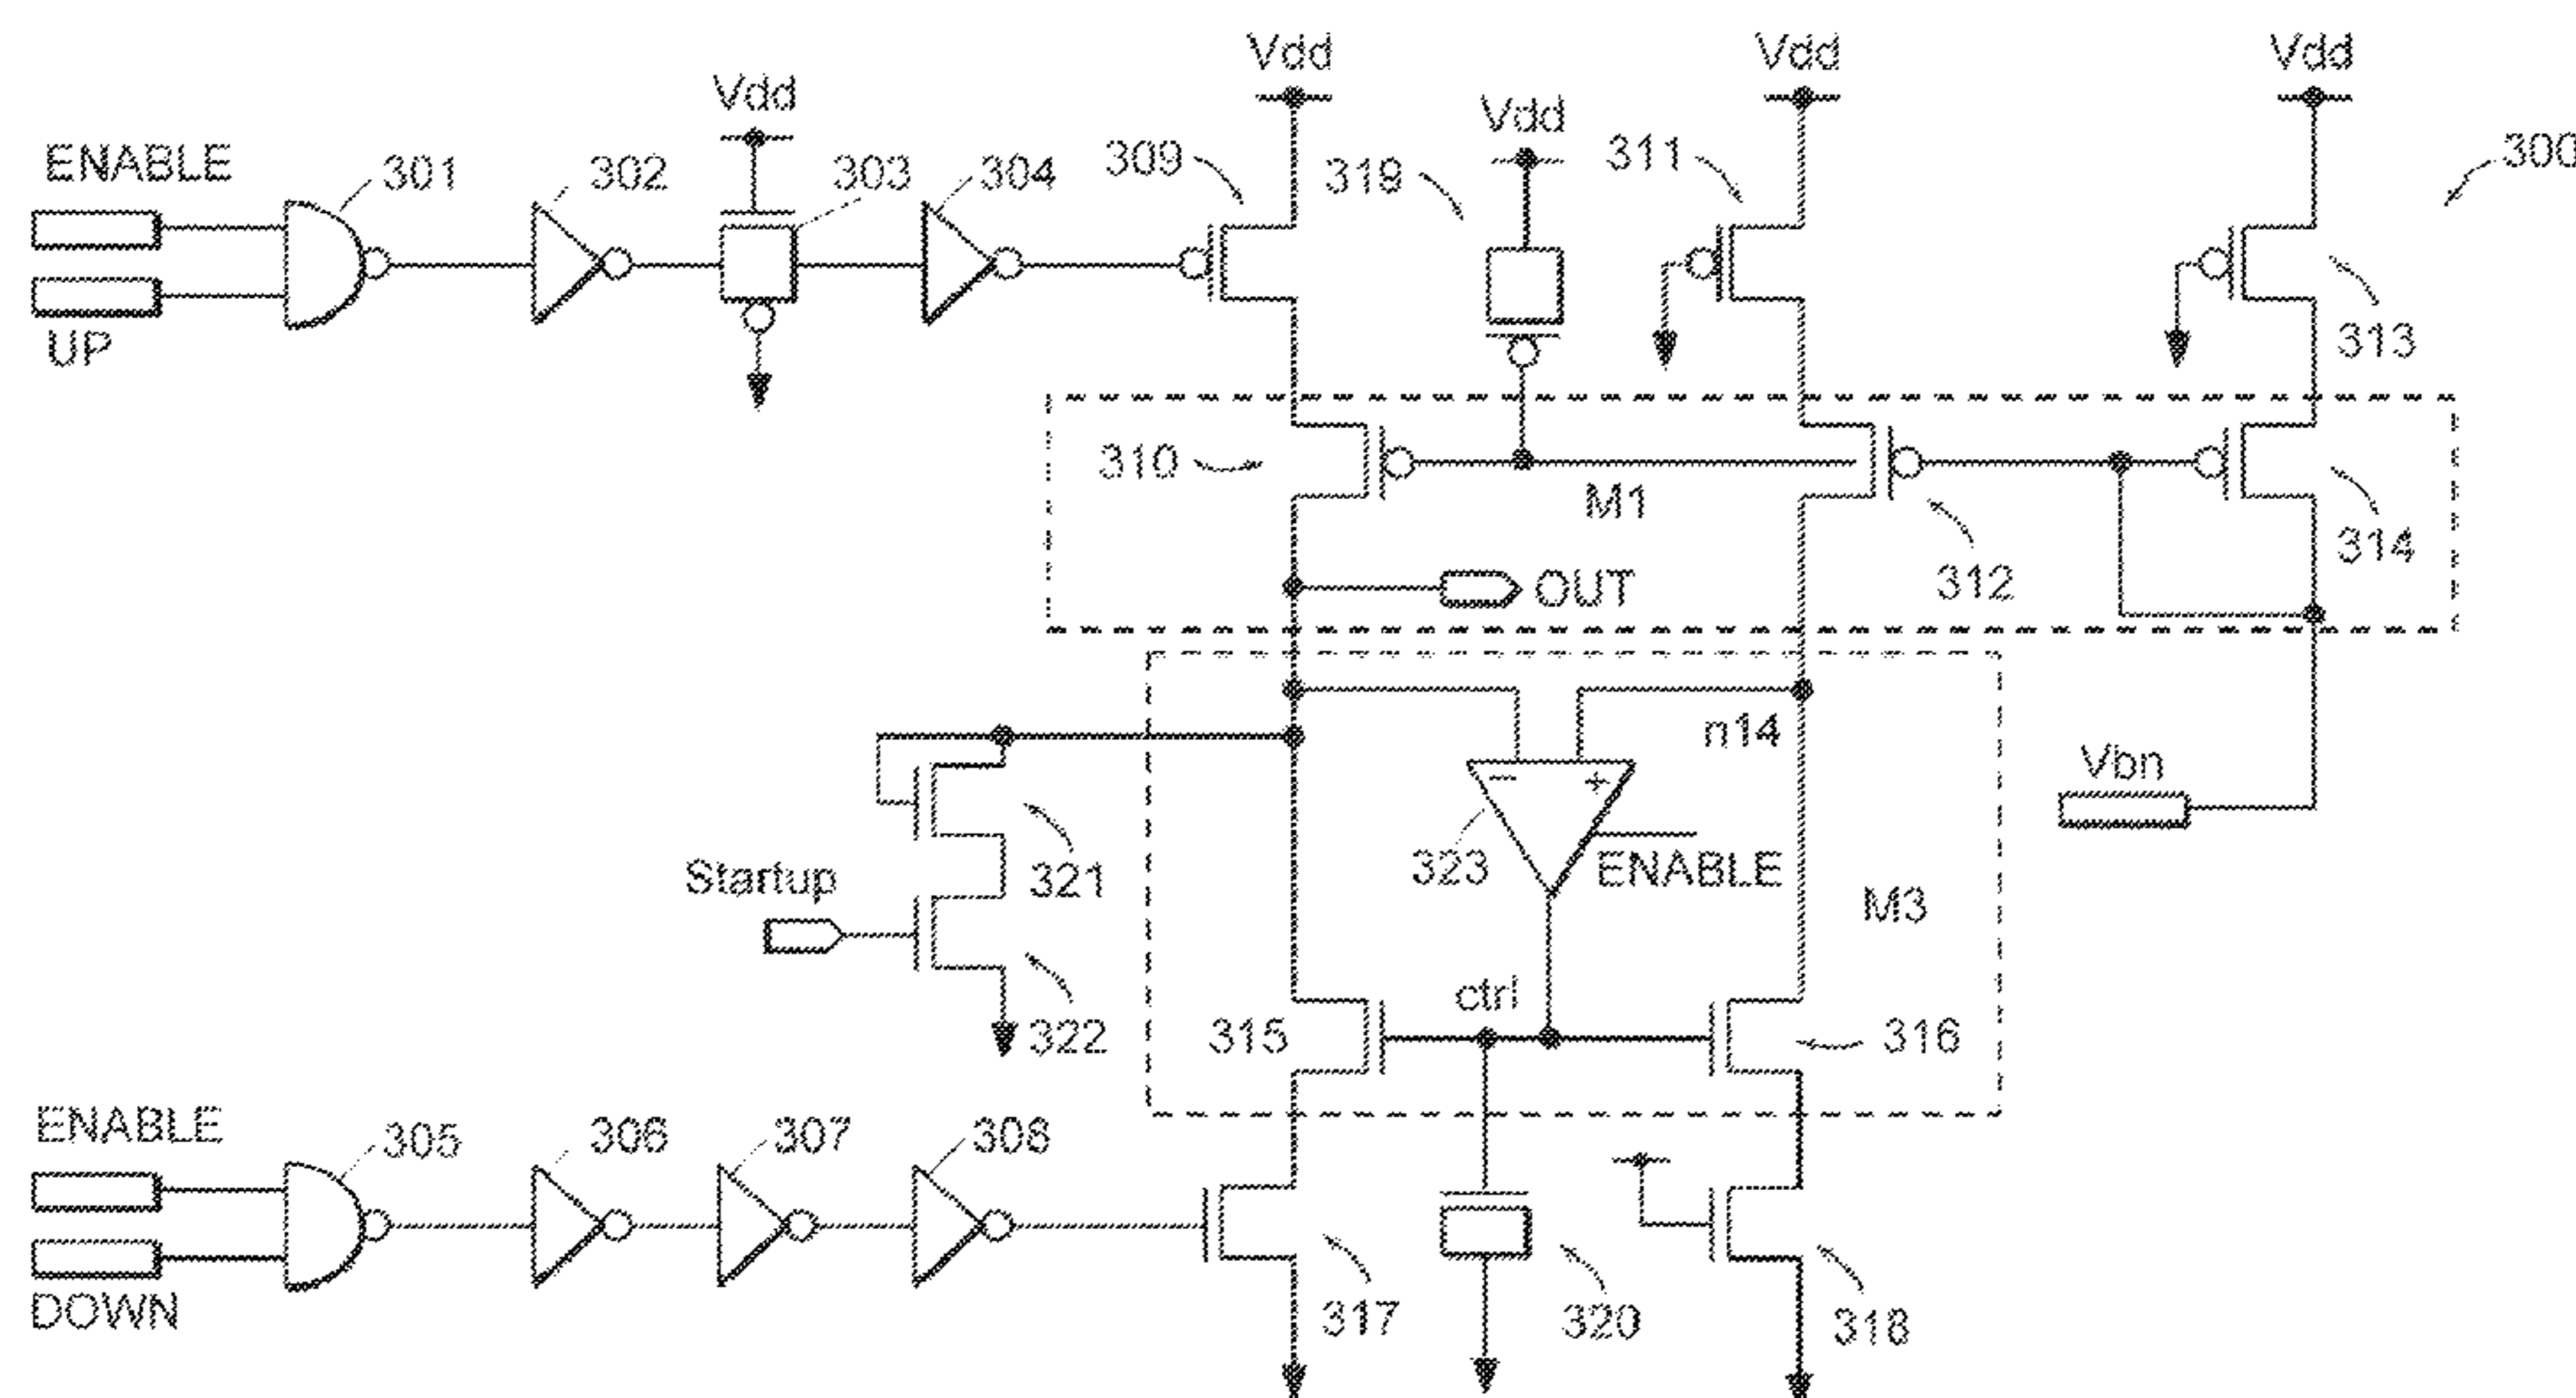 Vdd
Vdd
Vdd
Vdd
Vdd
ENABLE
301
302
303
304
309
319
311
300
UP
313
310
M1
312
314
OUT
n14
Vbn
323
ENABLE
M3
Startup
321
322
ctrl
315
316
ENABLE
305
306
307
308
DOWN
317
320
318
− +